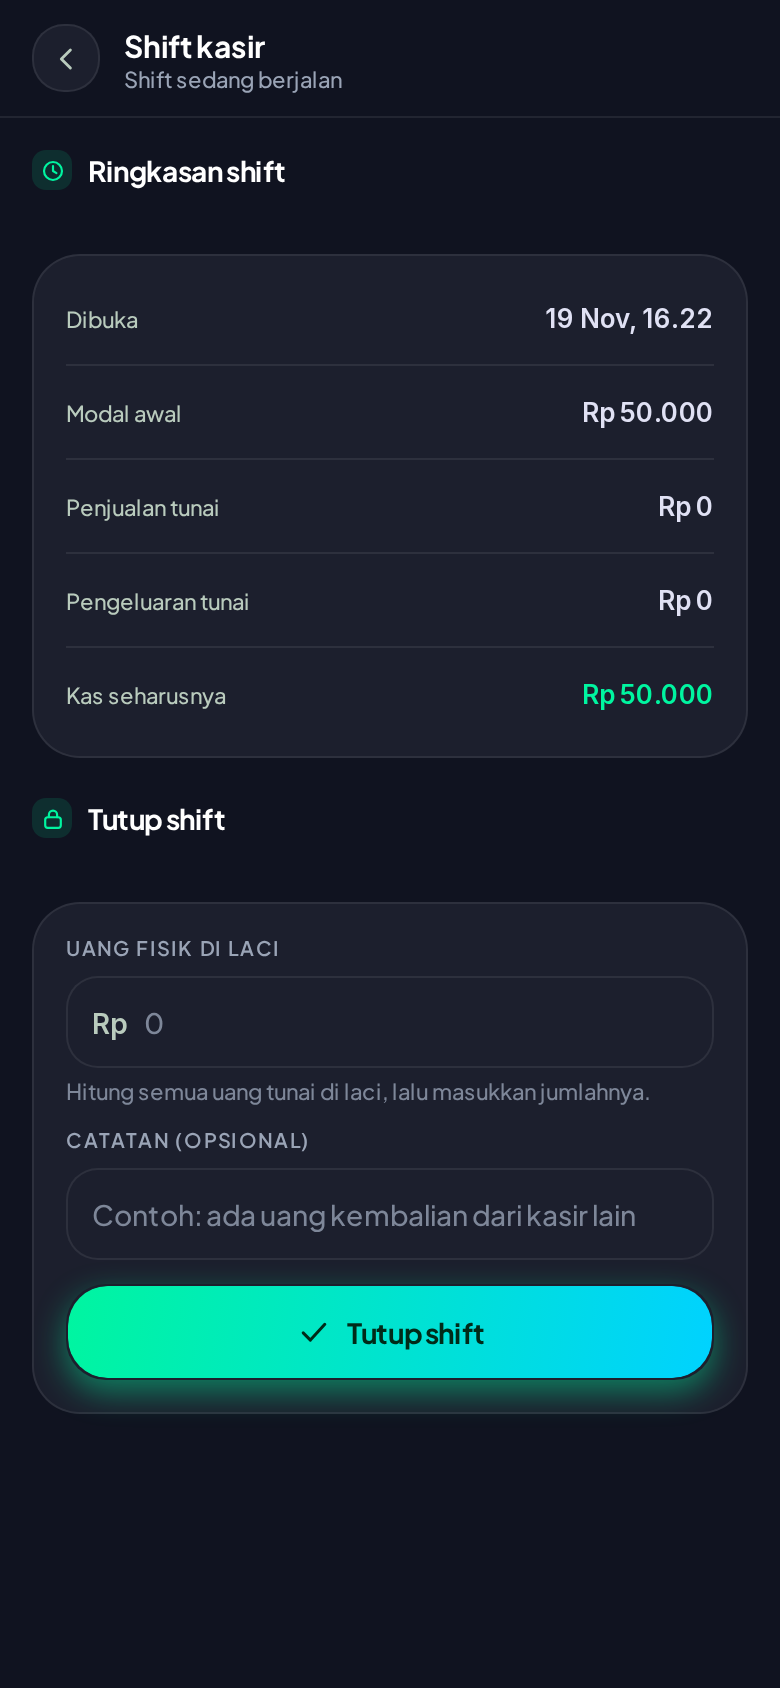 Shift kasir
Shift sedang berjalan
Ringkasan shift
Dibuka 19 Nov, 16.22
Modal awal Rp 50.000
Penjualan tunai Rp 0
Pengeluaran tunai Rp 0
Kas seharusnya Rp 50.000
Tutup shift
UANG FISIK DI LACI
Rp 0
Hitung semua uang tunai di laci, lalu masukkan jumlahnya.
CATATAN (OPSIONAL)
Contoh: ada uang kembalian dari kasir lain
Tutup shift